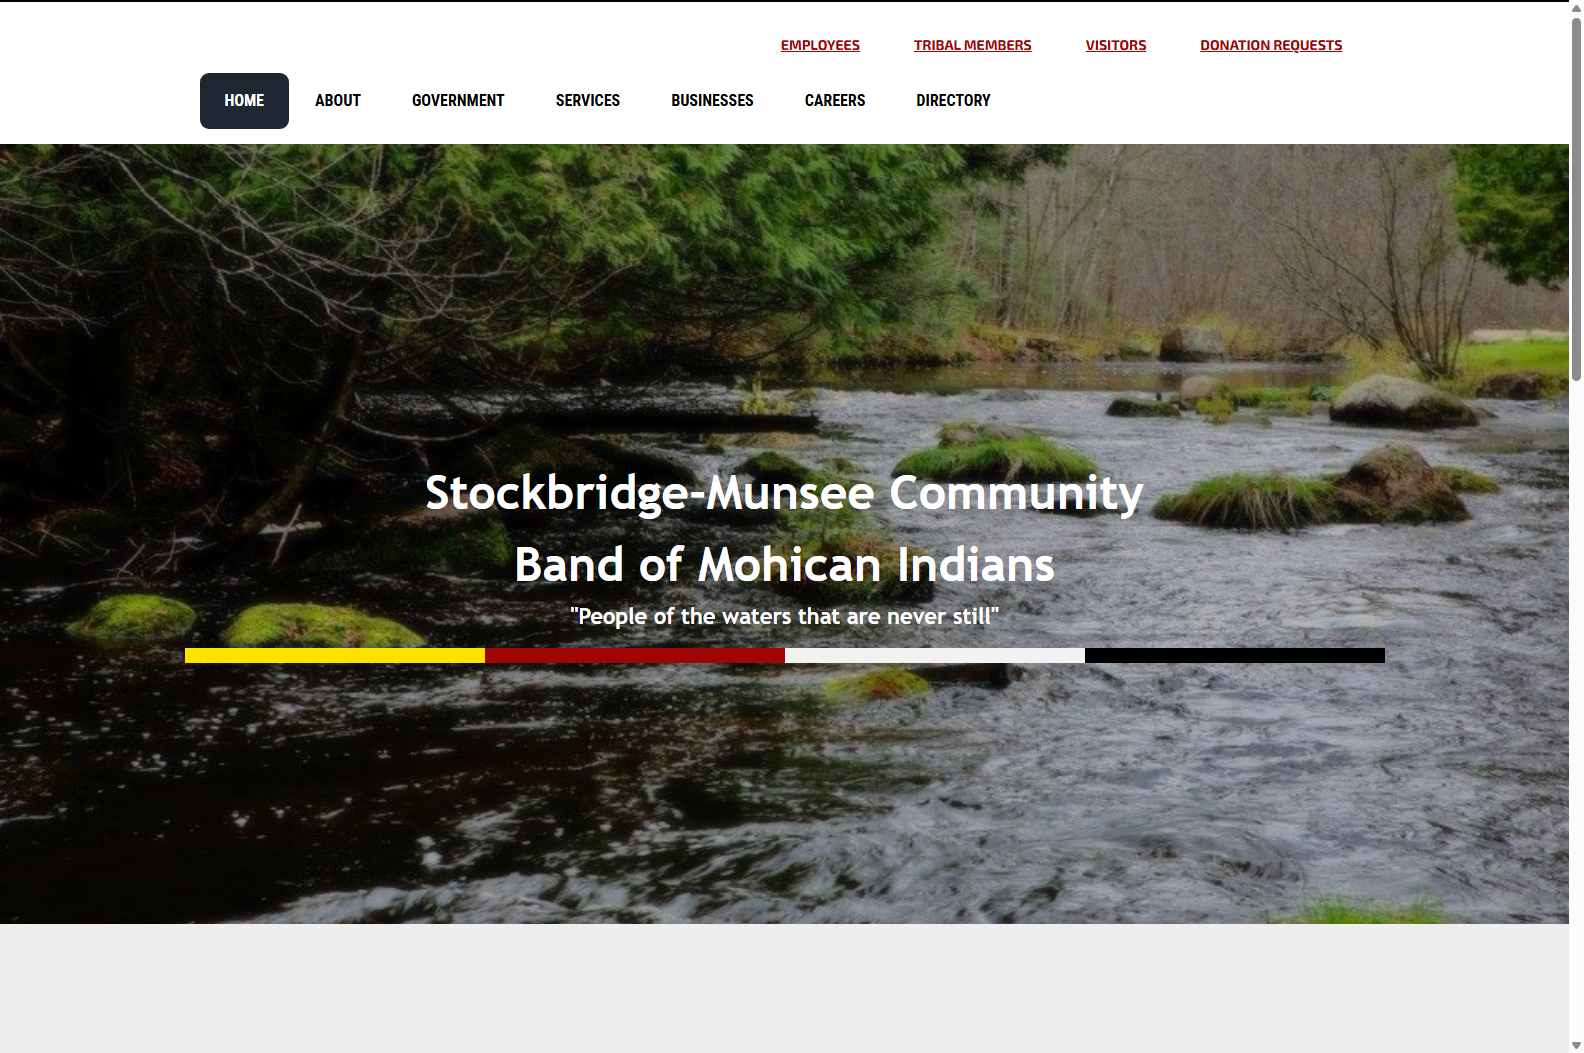 EMPLOYEES TRIBAL MEMBERS VISITORS DONATION REQUESTS
HOME ABOUT GOVERNMENT SERVICES BUSINESSES CAREERS DIRECTORY
Stockbridge-Munsee Community
Band of Mohican Indians
"People of the waters that are never still"